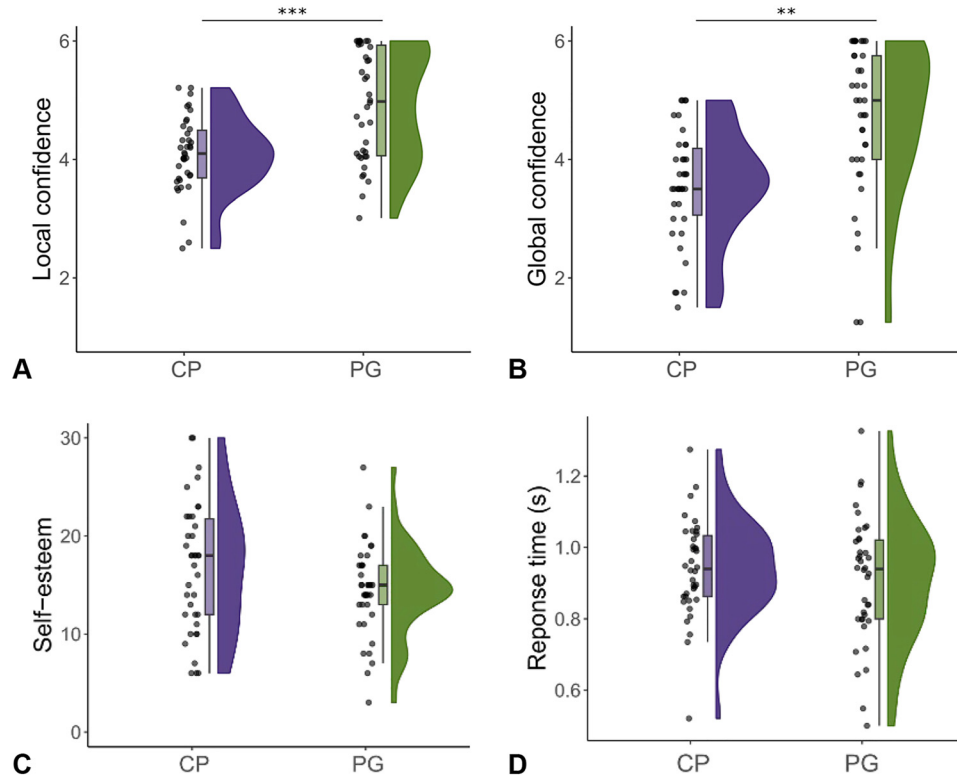 ***
Local confidence
6
4
2
CP PG
A
**
Global confidence
6
4
2
CP PG
B
Self-esteem
30
20
10
0
CP PG
C
Reponse time (s)
1.2
1.0
0.8
0.6
CP PG
D